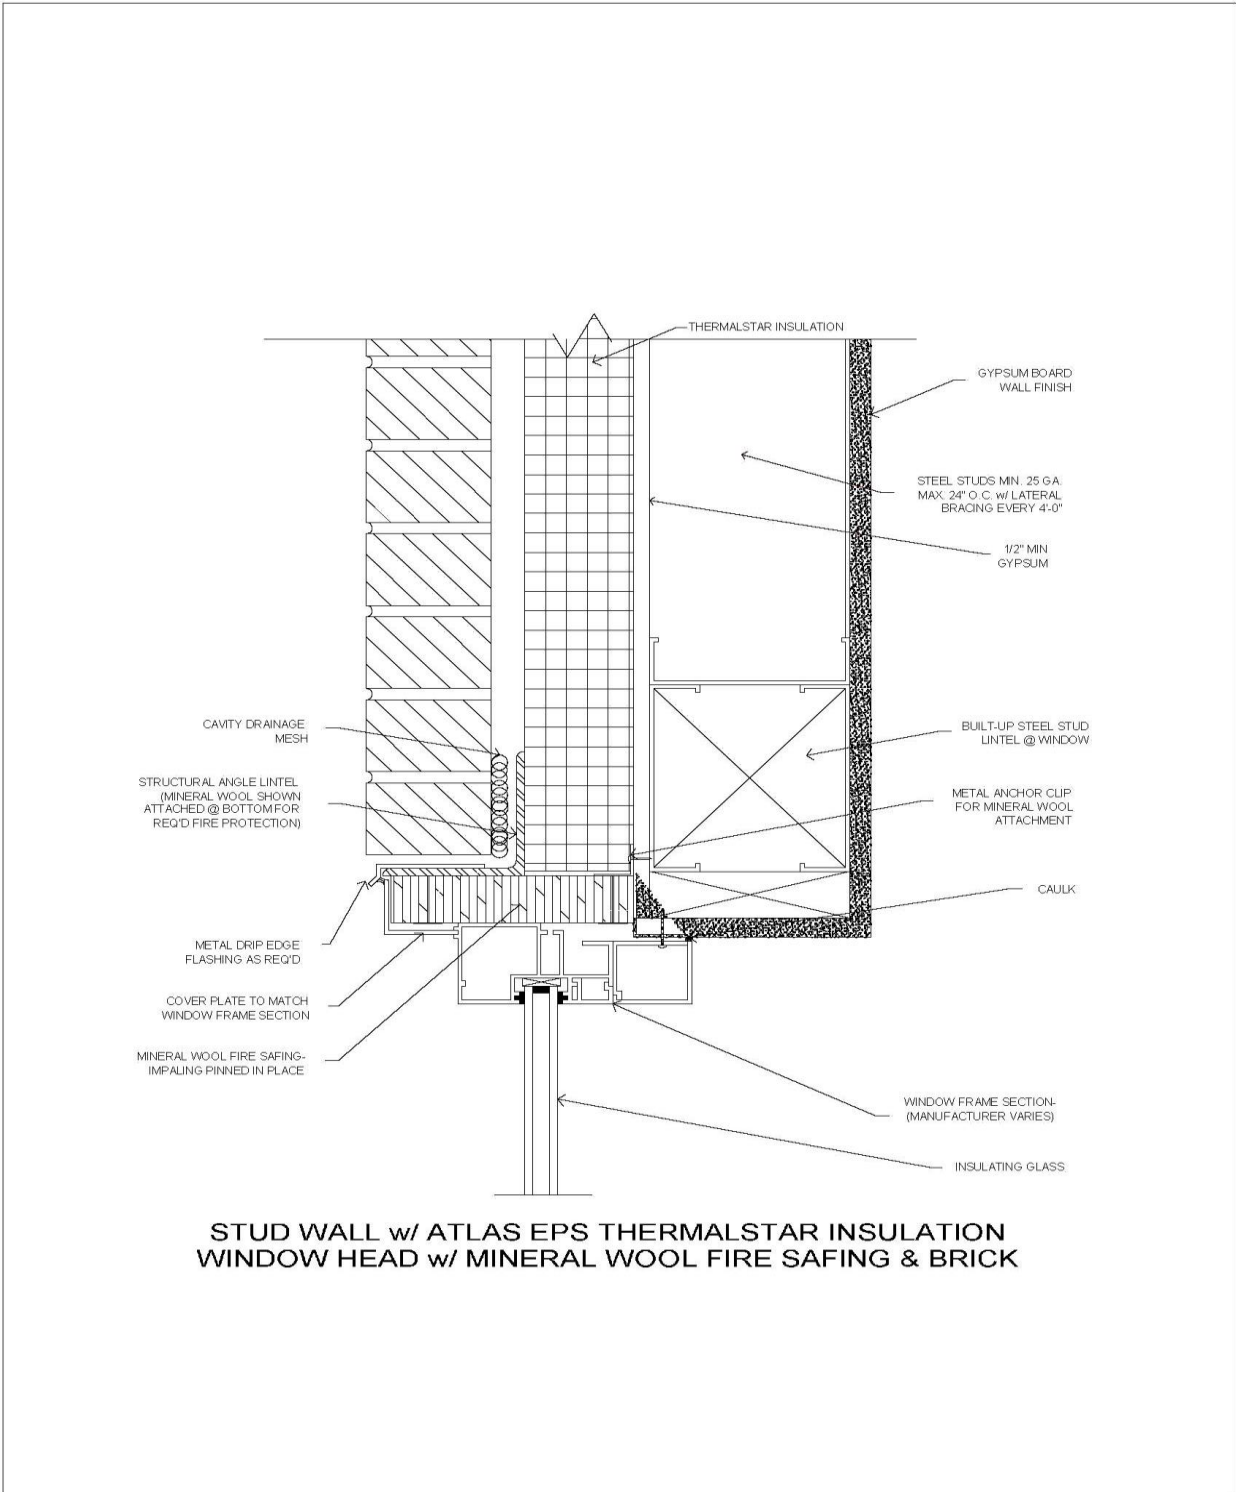 THERMALSTAR INSULATION
GYPSUM BOARD
WALL FINISH
STEEL STUDS MIN. 25 GA.
MAX. 24" O.C. w/ LATERAL
BRACING EVERY 4'-0"
1/2" MIN
GYPSUM
CAVITY DRAINAGE
MESH
BUILT-UP STEEL STUD
LINTEL @ WINDOW
STRUCTURAL ANGLE LINTEL
(MINERAL WOOL SHOWN
ATTACHED @ BOTTOM FOR
REQ'D FIRE PROTECTION)
METAL ANCHOR CLIP
FOR MINERAL WOOL
ATTACHMENT
CAULK
METAL DRIP EDGE
FLASHING AS REQ'D
COVER PLATE TO MATCH
WINDOW FRAME SECTION
MINERAL WOOL FIRE SAFING-
IMPALING PINNED IN PLACE
WINDOW FRAME SECTION-
(MANUFACTURER VARIES)
INSULATING GLASS
STUD WALL w/ ATLAS EPS THERMALSTAR INSULATION
WINDOW HEAD w/ MINERAL WOOL FIRE SAFING & BRICK